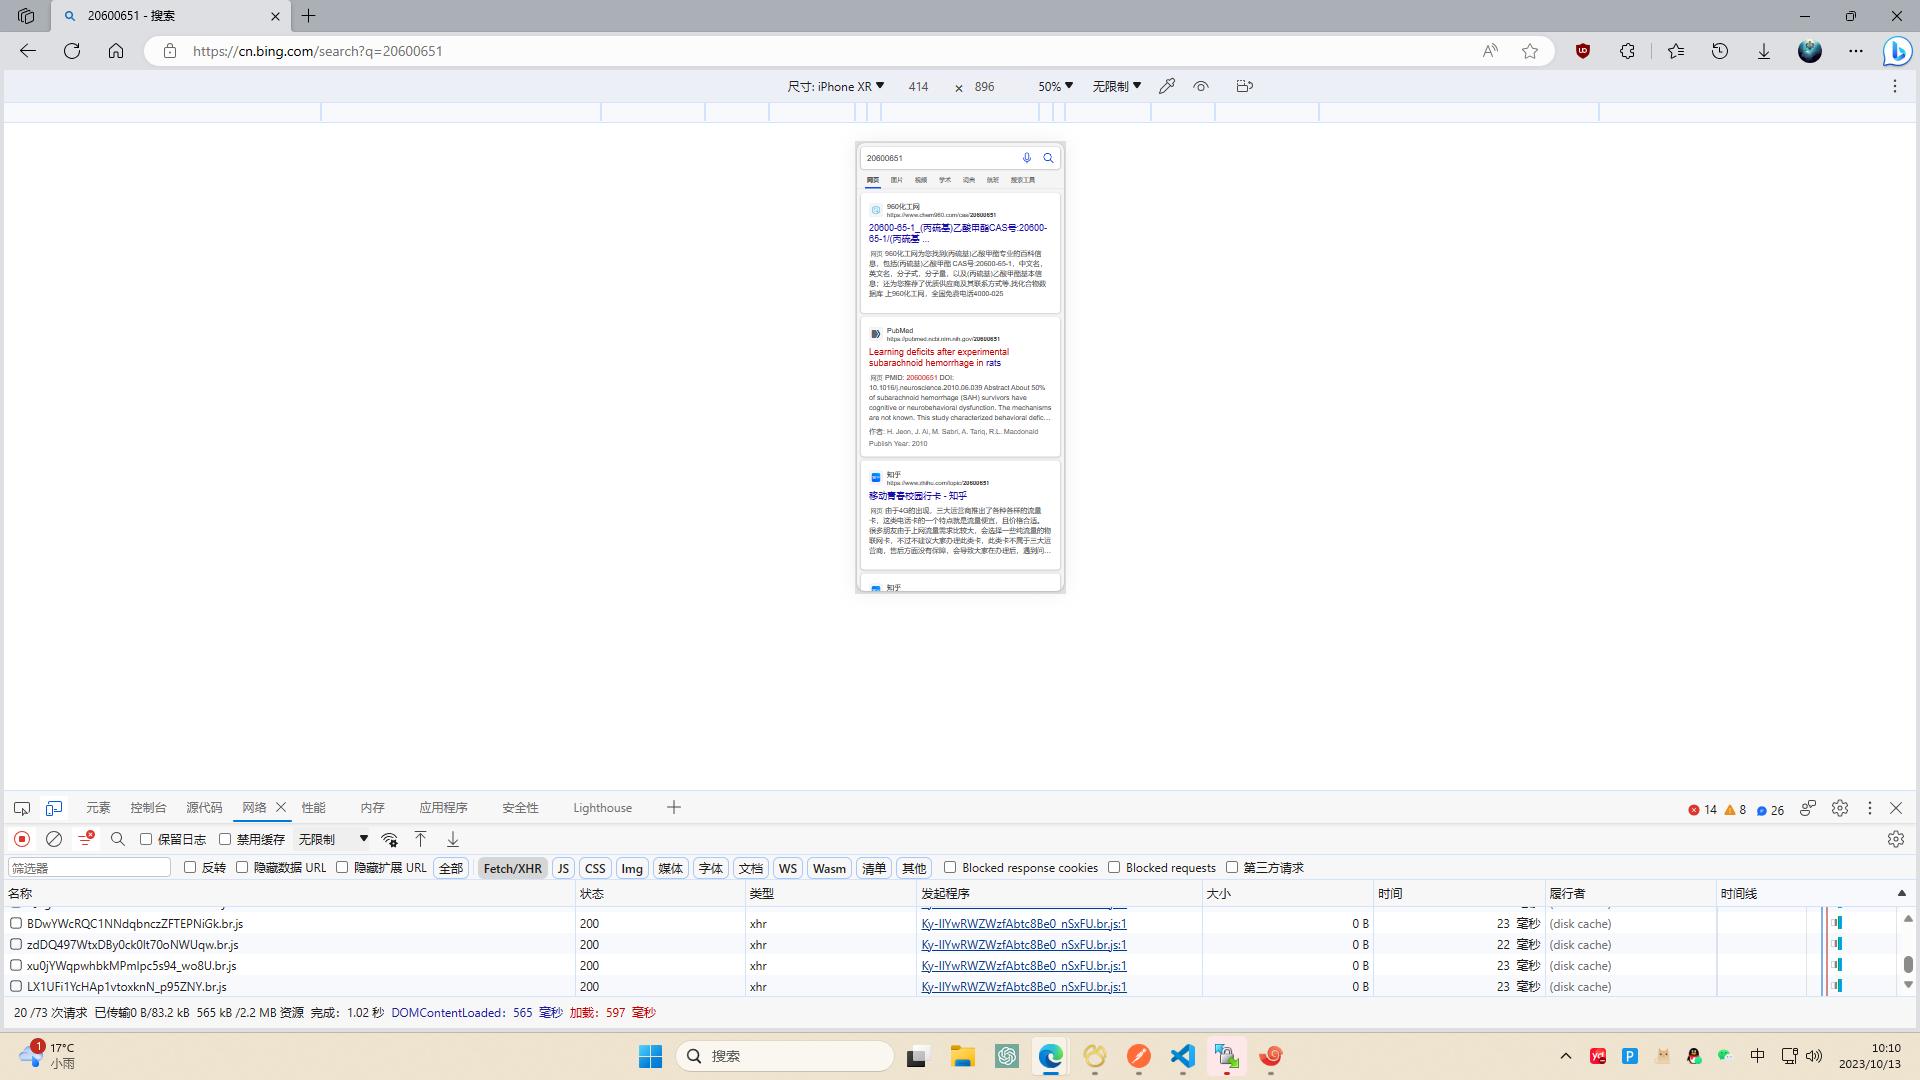 20600651 - 搜索
https://cn.bing.com/search?q=20600651
尺寸: iPhone XR ▼ 414 × 896 50% ▼ 无限制 ▼
20600651
网页 图片 视频 学术 词典 航班 搜索工具
960化工网
https://www.chem960.com/cas/20600651
20600-65-1_(丙硫基)乙酸甲酯CAS号:20600-
65-1/(丙硫基 ...
网页 960化工网为您找到(丙硫基)乙酸甲酯专业的百科信
息，包括(丙硫基)乙酸甲酯 CAS号:20600-65-1，中文名，
英文名，分子式，分子量，以及(丙硫基)乙酸甲酯基本信
息；还为您推荐了优质供应商及其联系方式等,找化合物数
据库 上960化工网，全国免费电话4000-025
PubMed
https://pubmed.ncbi.nlm.nih.gov/20600651
Learning deficits after experimental
subarachnoid hemorrhage in rats
网页 PMID: 20600651 DOI:
10.1016/j.neuroscience.2010.06.039 Abstract About 50%
of subarachnoid hemorrhage (SAH) survivors have
cognitive or neurobehavioral dysfunction. The mechanisms
are not known. This study characterized behavioral defic...
作者: H. Jeon, J. Ai, M. Sabri, A. Tariq, R.L. Macdonald
Publish Year: 2010
知乎
https://www.zhihu.com/topic/20600651
移动青春校园行卡 - 知乎
网页 由于4G的出现，三大运营商推出了各种各样的流量
卡，这类电话卡的一个特点就是流量便宜，且价格合适。
很多朋友由于上网流量需求比较大，会选择一些纯流量的物
联网卡，不过不建议大家办理此类卡，此类卡不属于三大运
营商，售后方面没有保障，会导致大家在办理后，遇到问...
知乎
元素 控制台 源代码 网络 性能 内存 应用程序 安全性 Lighthouse 14 8 26
保留日志 禁用缓存 无限制 ▼
筛选器 反转 隐藏数据 URL 隐藏扩展 URL 全部 Fetch/XHR JS CSS Img 媒体 字体 文档 WS Wasm 清单 其他 Blocked response cookies Blocked requests 第三方请求
名称 状态 类型 发起程序 大小 时间 履行者 时间线
BDwYWcRQC1NNdqbnczZFTEPNiGk.br.js 200 xhr Ky-IIYwRWZWzfAbtc8Be0_nSxFU.br.js:1 0 B 23 毫秒 (disk cache)
zdDQ497WtxDBy0ck0lt70oNWUqw.br.js 200 xhr Ky-IIYwRWZWzfAbtc8Be0_nSxFU.br.js:1 0 B 22 毫秒 (disk cache)
xu0jYWqpwhbkMPmlpc5s94_wo8U.br.js 200 xhr Ky-IIYwRWZWzfAbtc8Be0_nSxFU.br.js:1 0 B 23 毫秒 (disk cache)
LX1UFi1YcHAp1vtoxknN_p95ZNY.br.js 200 xhr Ky-IIYwRWZWzfAbtc8Be0_nSxFU.br.js:1 0 B 23 毫秒 (disk cache)
20 /73 次请求 已传输0 B/83.2 kB 565 kB /2.2 MB 资源 完成：1.02 秒 DOMContentLoaded：565 毫秒 加载：597 毫秒
1 17°C
小雨
搜索
中
10:10
2023/10/13